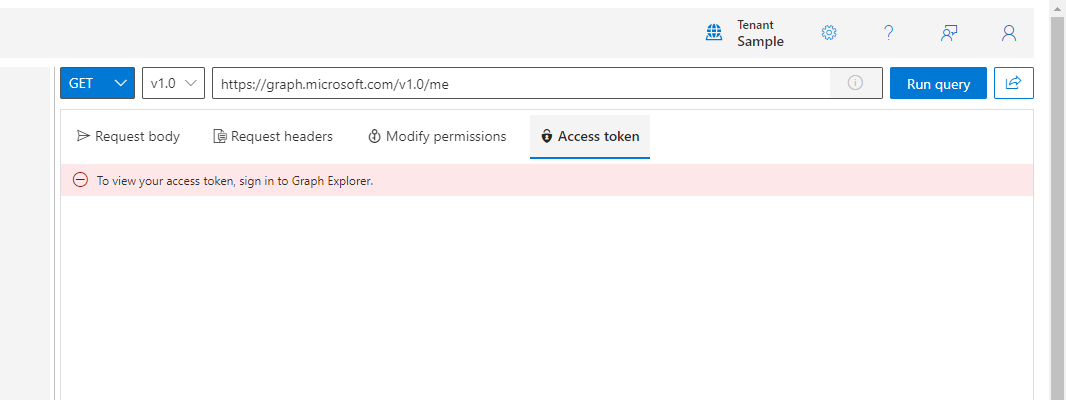 Tenant
Sample
GET v1.0 https://graph.microsoft.com/v1.0/me Run query
Request body Request headers Modify permissions Access token
To view your access token, sign in to Graph Explorer.